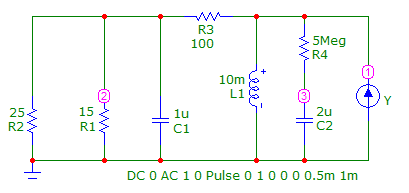 R3
100
5Meg
R4
1
10m
L1
+
-
2
3
25
R2
15
R1
1u
C1
2u
C2
Y
DC 0 AC 1 0 Pulse 0 1 0 0 0 0.5m 1m